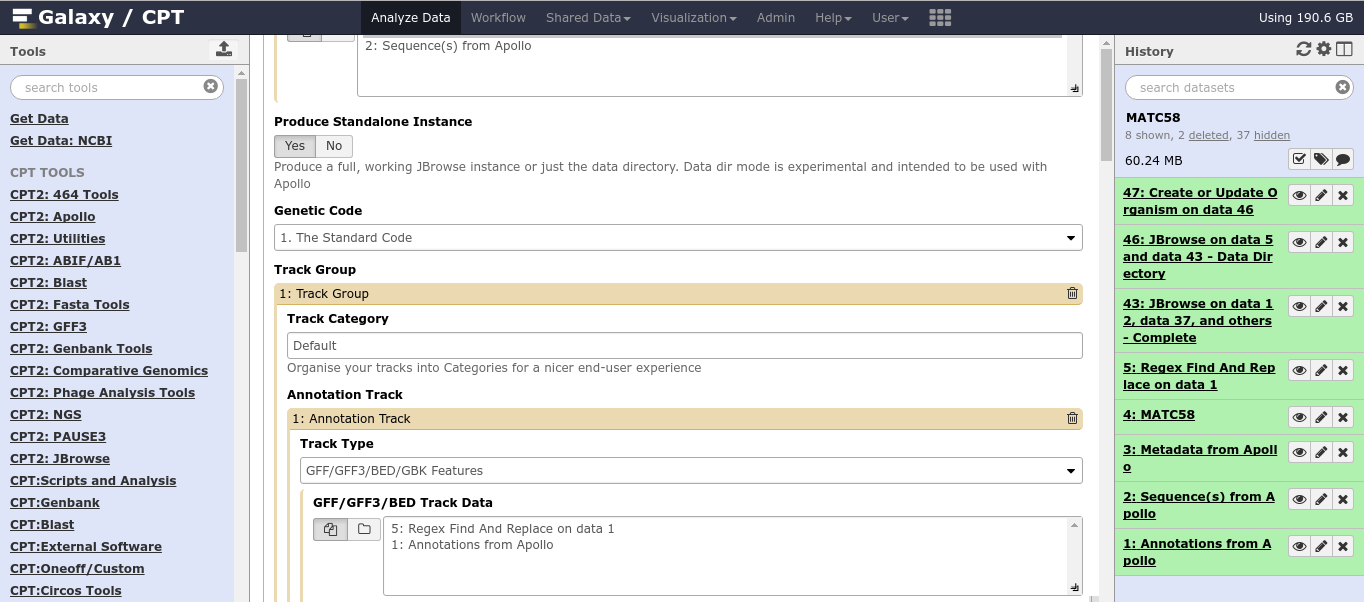 Galaxy / CPT
Analyze Data Workflow Shared Data Visualization Admin Help User
Using 190.6 GB
Tools
search tools
Get Data
Get Data: NCBI
CPT TOOLS
CPT2: 464 Tools
CPT2: Apollo
CPT2: Utilities
CPT2: ABIF/AB1
CPT2: Blast
CPT2: Fasta Tools
CPT2: GFF3
CPT2: Genbank Tools
CPT2: Comparative Genomics
CPT2: Phage Analysis Tools
CPT2: NGS
CPT2: PAUSE3
CPT2: JBrowse
CPT:Scripts and Analysis
CPT:Genbank
CPT:Blast
CPT:External Software
CPT:Oneoff/Custom
CPT:Circos Tools
2: Sequence(s) from Apollo
Produce Standalone Instance
Yes No
Produce a full, working JBrowse instance or just the data directory. Data dir mode is experimental and intended to be used with
Apollo
Genetic Code
1. The Standard Code
Track Group
1: Track Group
Track Category
Default
Organise your tracks into Categories for a nicer end-user experience
Annotation Track
1: Annotation Track
Track Type
GFF/GFF3/BED/GBK Features
GFF/GFF3/BED Track Data
5: Regex Find And Replace on data 1
1: Annotations from Apollo
History
search datasets
MATC58
8 shown, 2 deleted, 37 hidden
60.24 MB
47: Create or Update O
rganism on data 46
46: JBrowse on data 5
and data 43 - Data Dir
ectory
43: JBrowse on data 1
2, data 37, and others
- Complete
5: Regex Find And Rep
lace on data 1
4: MATC58
3: Metadata from Apoll
o
2: Sequence(s) from A
pollo
1: Annotations from A
pollo